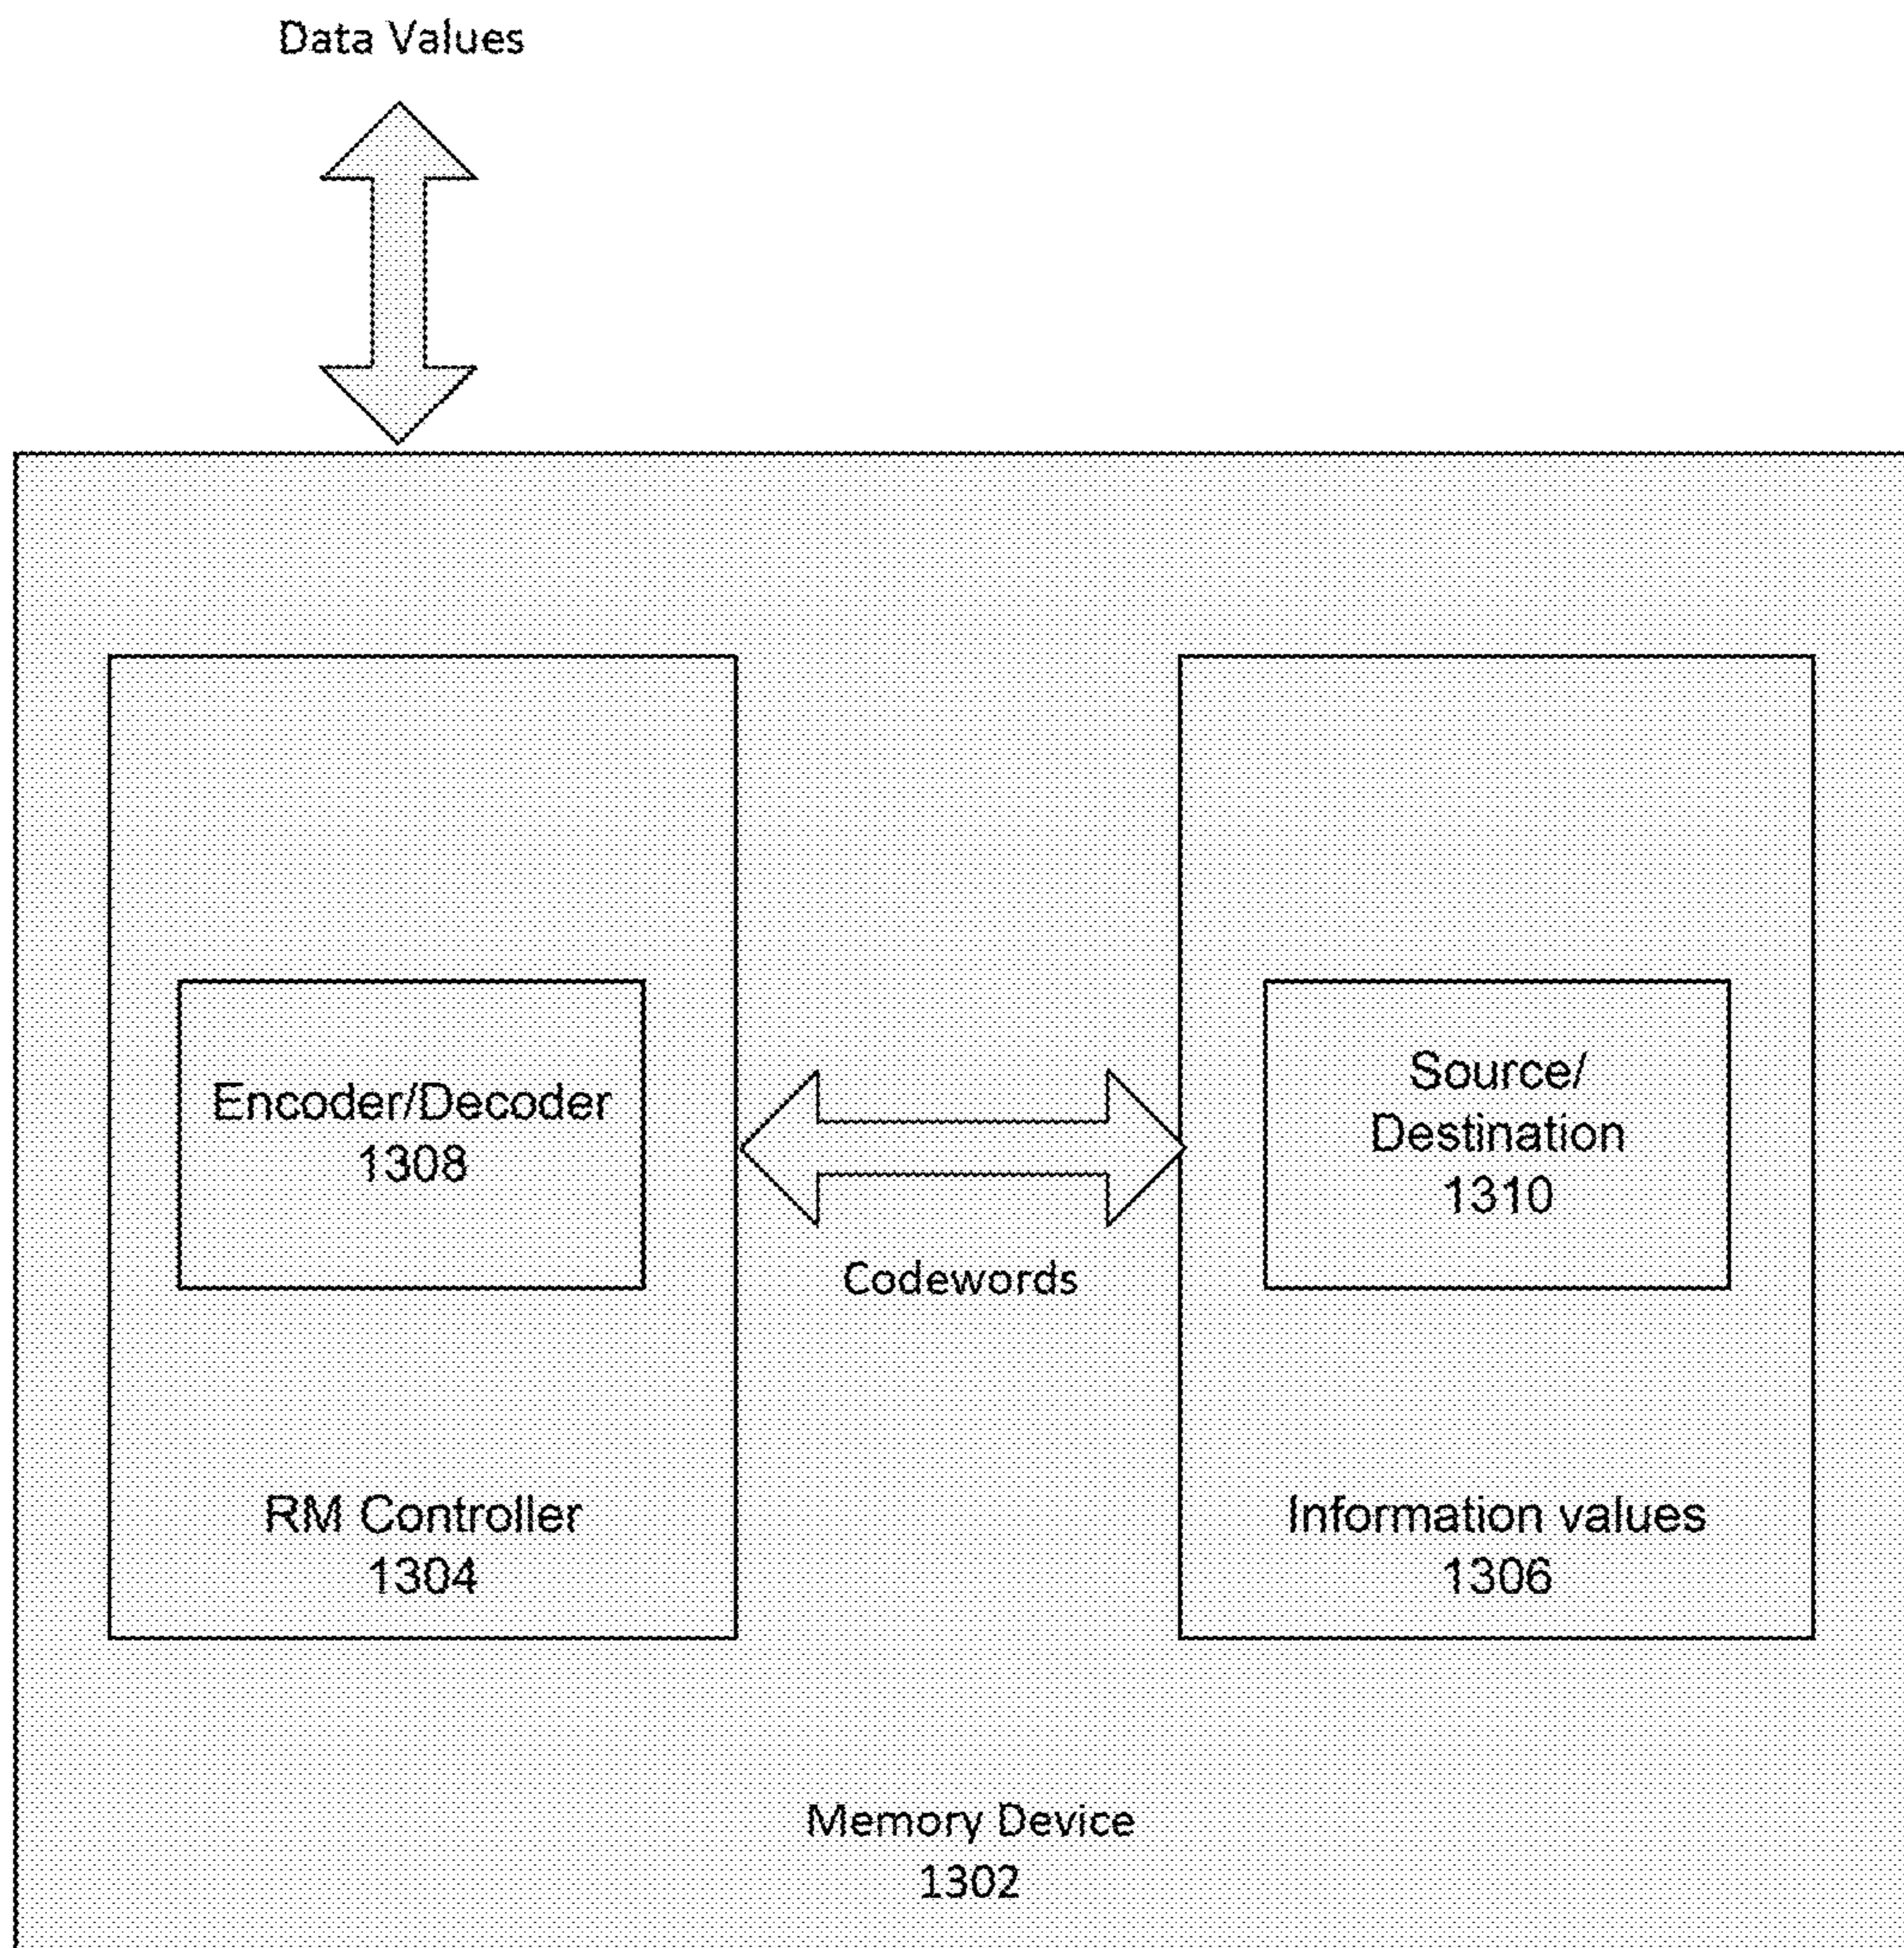 Data Values
Encoder/Decoder
1308
Source/
Destination
1310
Codewords
RM Controller
1304
Information values
1306
Memory Device
1302